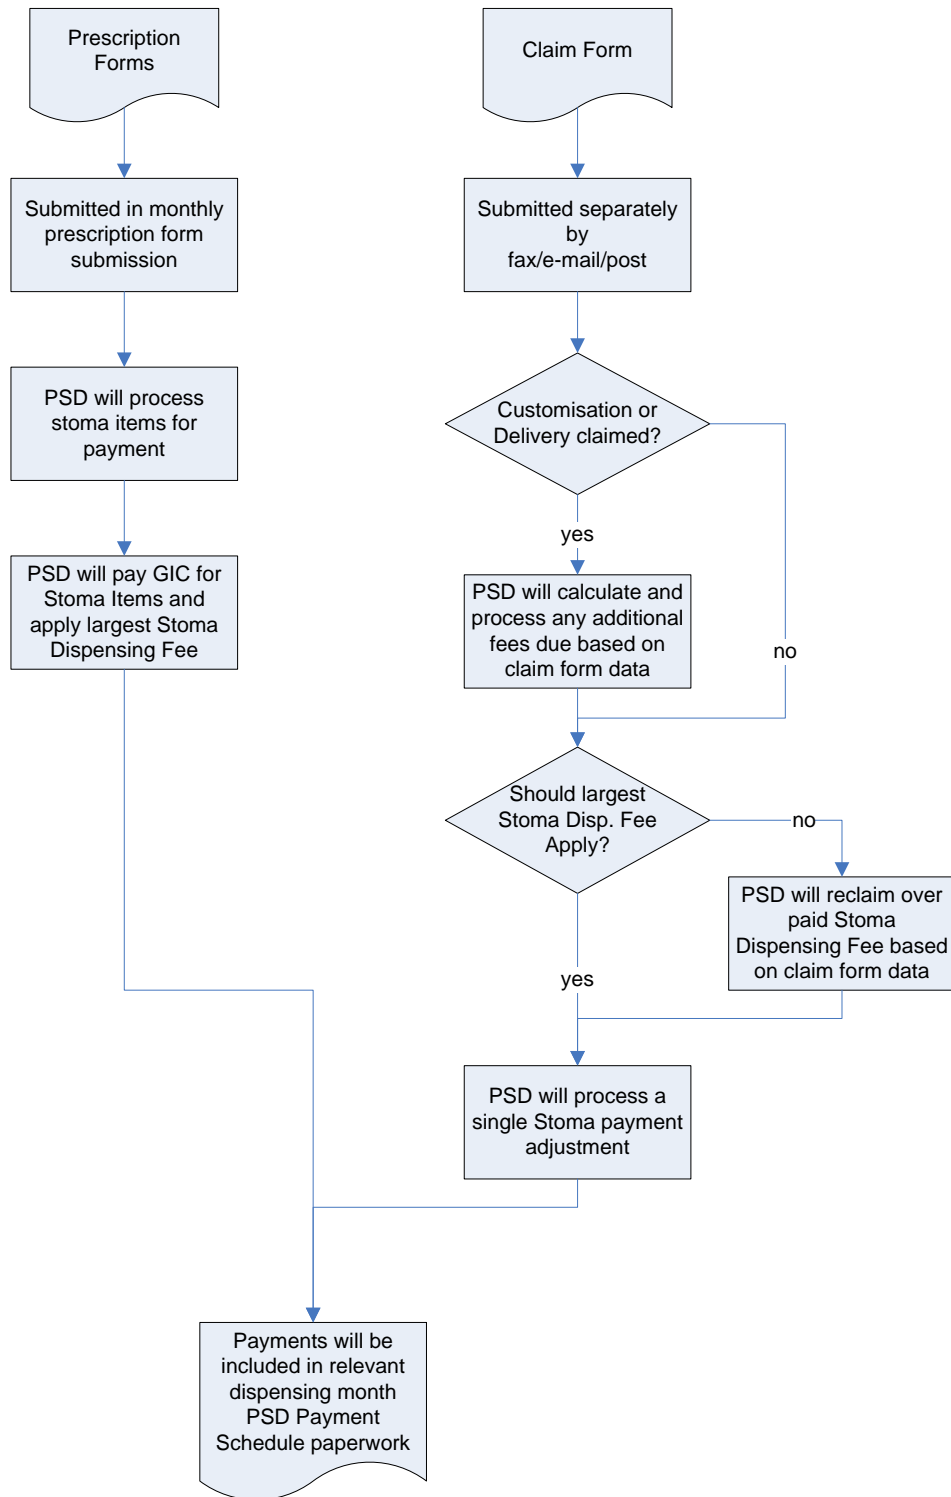 Prescription
Forms
Claim Form
Submitted in monthly
prescription form
submission
Submitted separately
by
fax/e-mail/post
PSD will process
stoma items for
payment
Customisation or
Delivery claimed?
yes
no
PSD will pay GIC for
Stoma Items and
apply largest Stoma
Dispensing Fee
PSD will calculate and
process any additional
fees due based on
claim form data
Should largest
Stoma Disp. Fee
Apply?
no
yes
PSD will reclaim over
paid Stoma
Dispensing Fee based
on claim form data
PSD will process a
single Stoma payment
adjustment
Payments will be
included in relevant
dispensing month
PSD Payment
Schedule paperwork